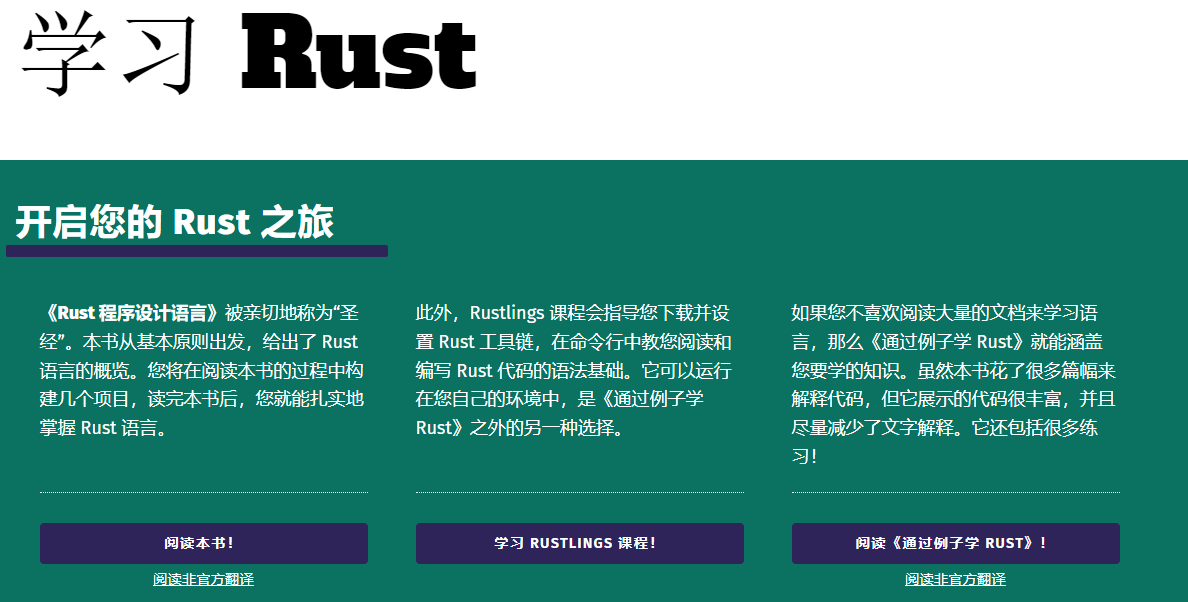 学习 Rust
开启您的 Rust 之旅
《Rust 程序设计语言》被亲切地称为“圣
经”。本书从基本原则出发，给出了 Rust
语言的概览。您将在阅读本书的过程中构
建几个项目，读完本书后，您就能扎实地
掌握 Rust 语言。
阅读本书！
阅读非官方翻译
此外，Rustlings 课程会指导您下载并设
置 Rust 工具链，在命令行中教您阅读和
编写 Rust 代码的语法基础。它可以运行
在您自己的环境中，是《通过例子学
Rust》之外的另一种选择。
学习 RUSTLINGS 课程！
如果您不喜欢阅读大量的文档来学习语
言，那么《通过例子学 Rust》就能涵盖
您要学的知识。虽然本书花了很多篇幅来
解释代码，但它展示的代码很丰富，并且
尽量减少了文字解释。它还包括很多练
习！
阅读《通过例子学 RUST》！
阅读非官方翻译